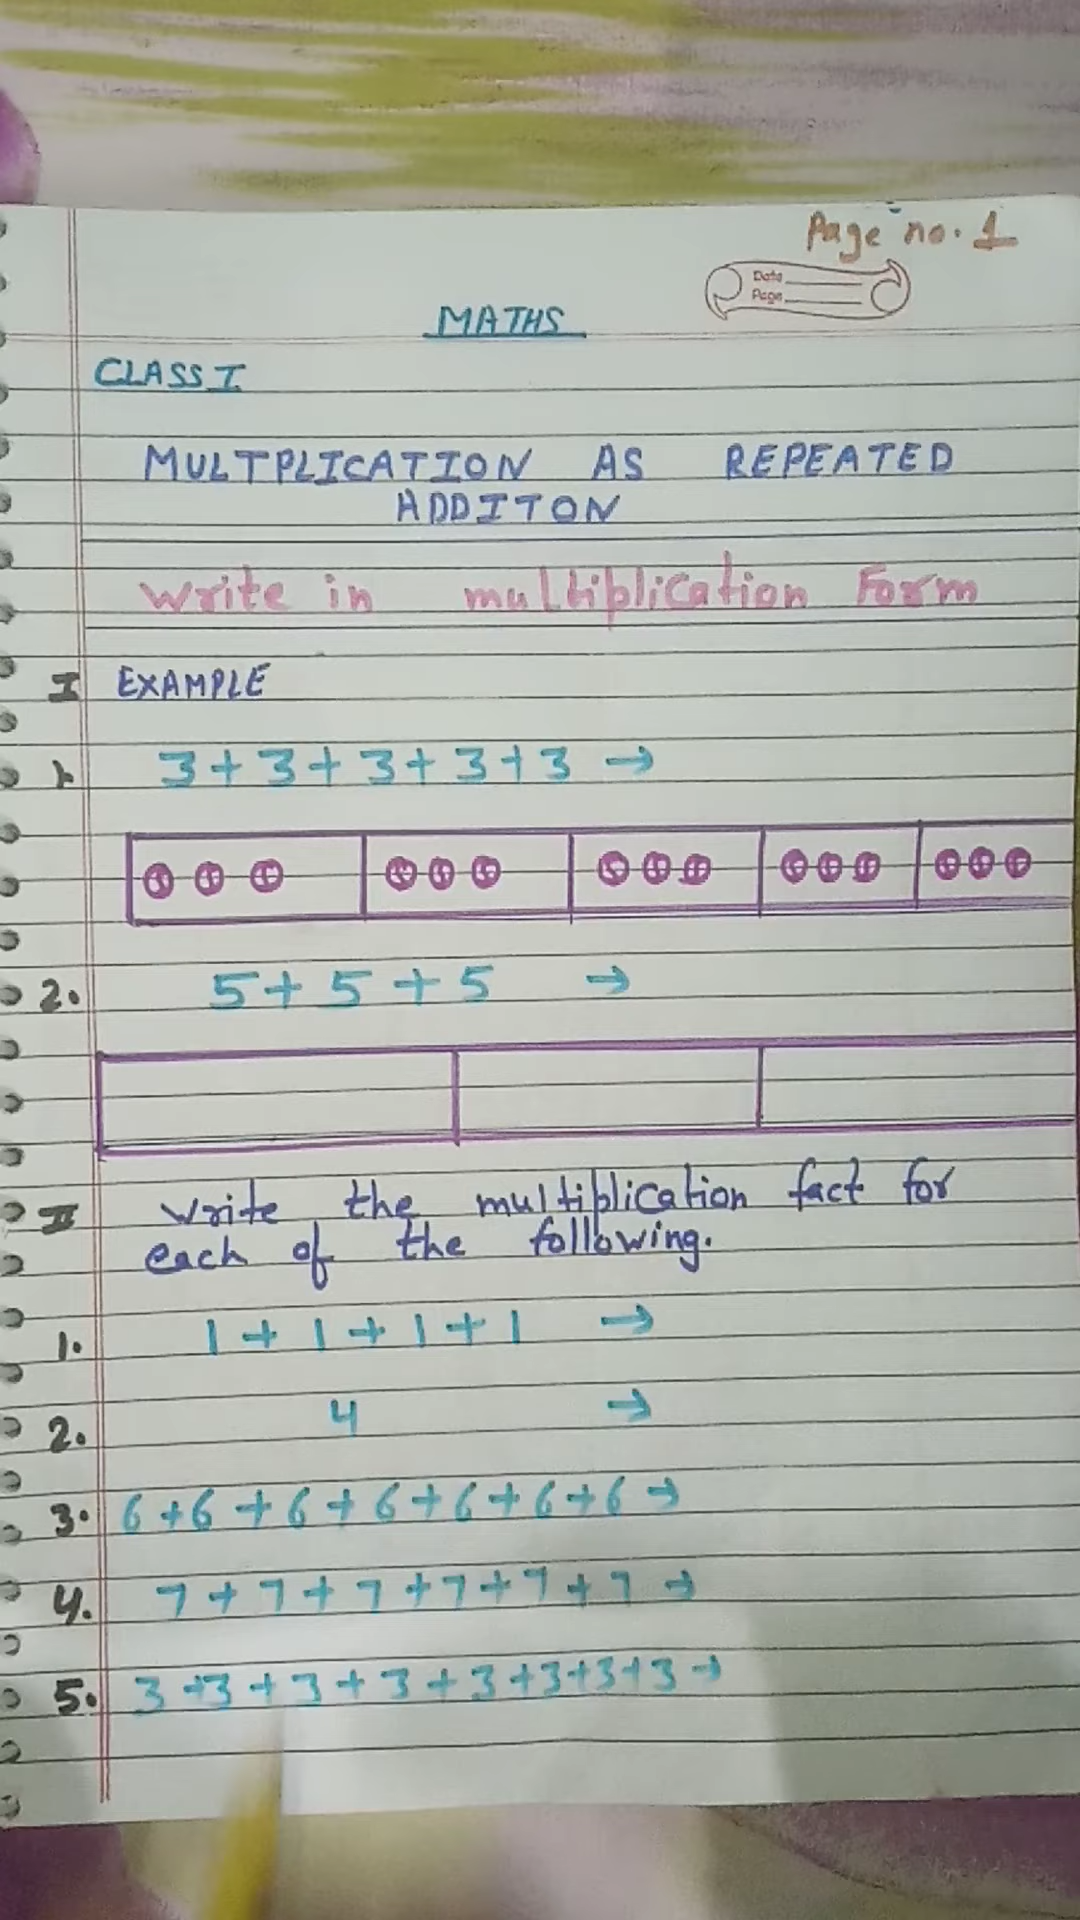 Page no. 1
Date
Page
MATHS
CLASS I
MULTPLICATION AS REPEATED
ADDITON
write in multiplication Form
I EXAMPLE
1. 3+3+3+3+3 →
2. 5+5+5 →
II write the multiplication fact for
each of the following.
1. 1+1+1+1 →
2. 4 →
3. 6+6+6+6+6+6+6→
4. 7+7+7+7+7+7→
5. 3+3+3+3+3+3+3+3→